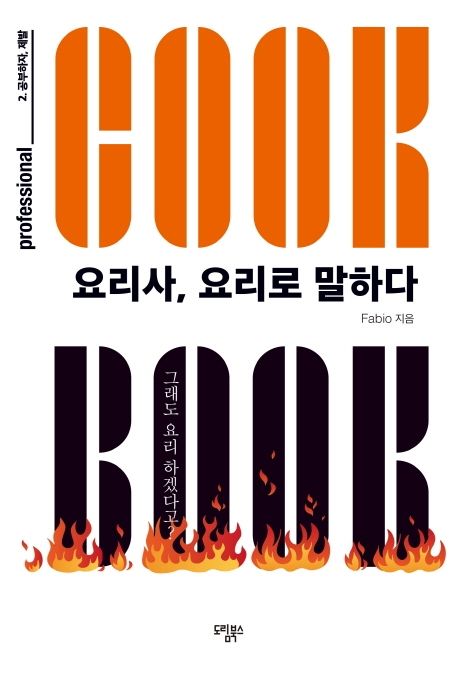 2. 공부하자, 제발
professional
COOK
요리사, 요리로 말하다
Fabio 지음
BOOK
그래도 요리 하겠다고?
도림북스